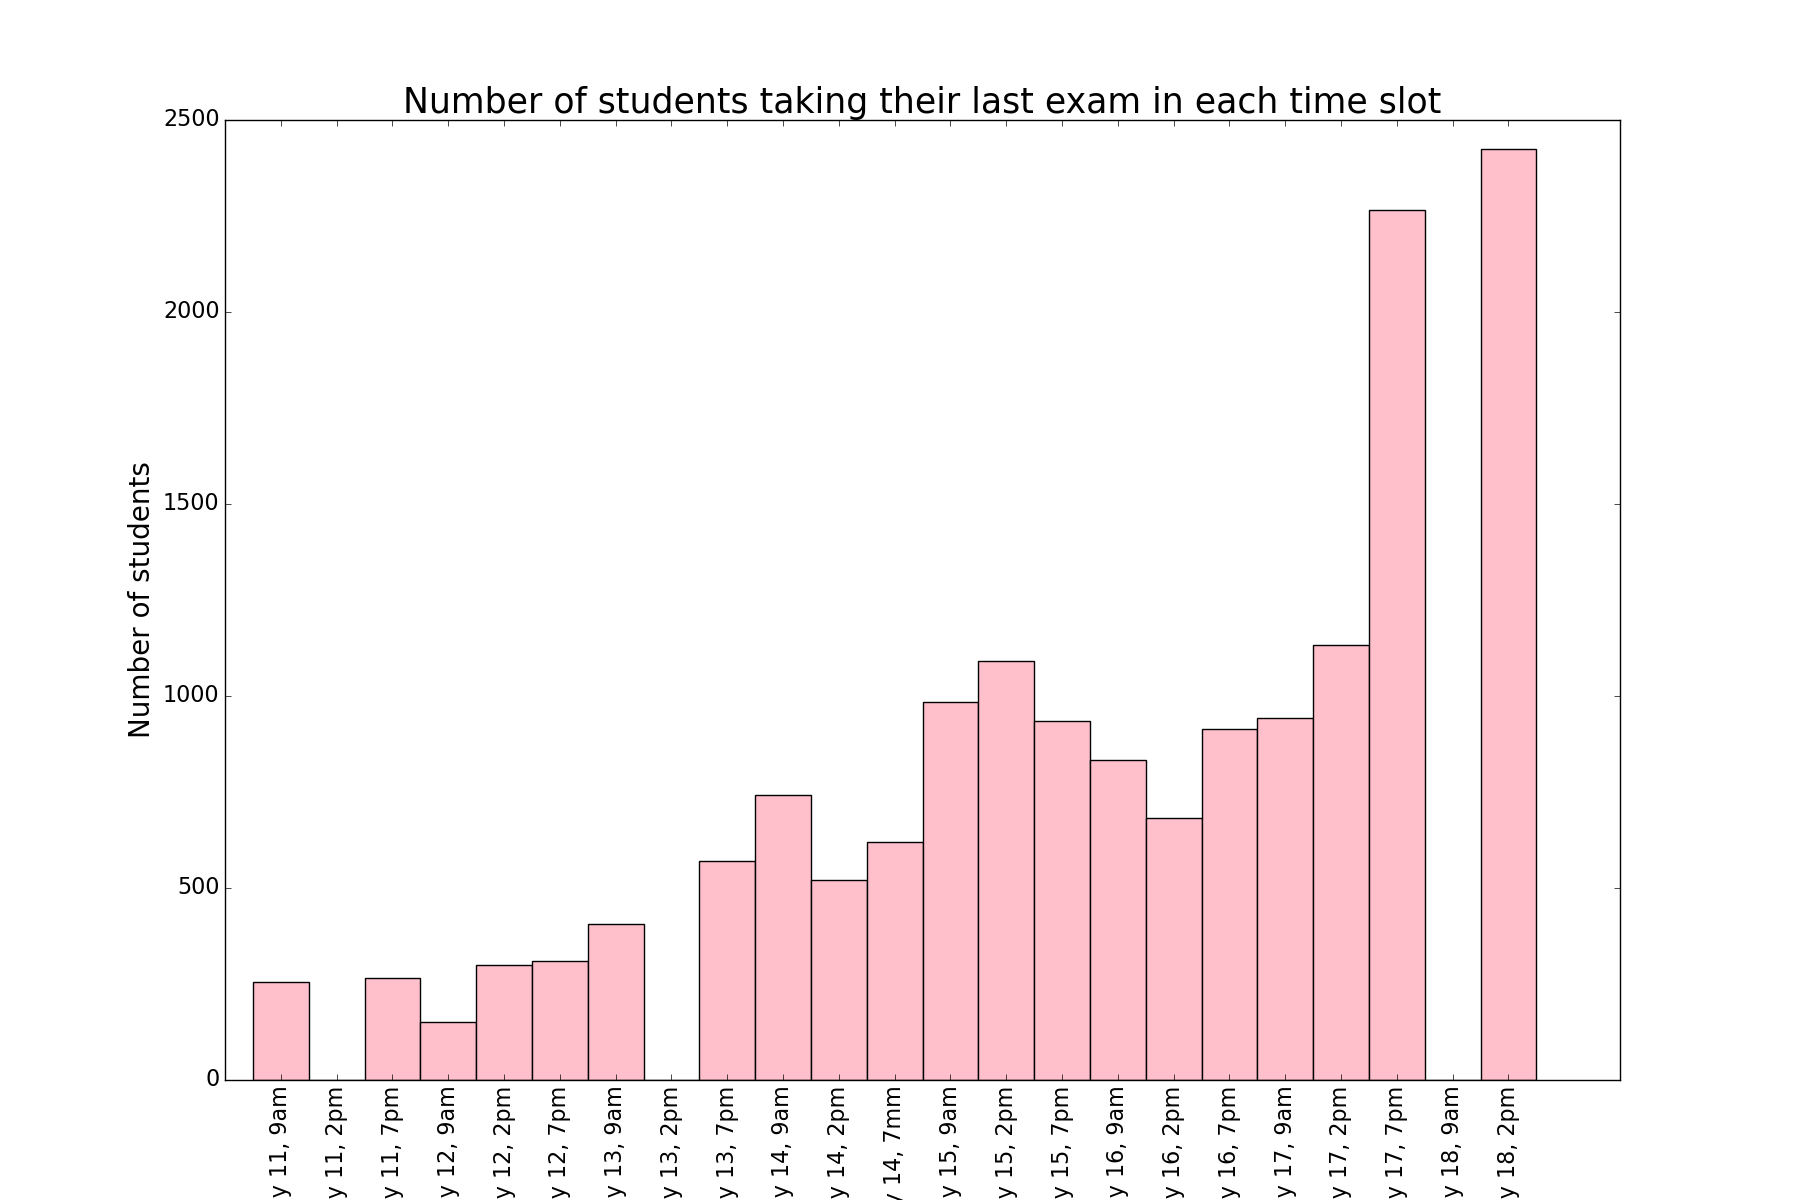 Number of students taking their last exam in each time slot
Number of students
2500
2000
1500
1000
500
0
y 11, 9am
y 11, 2pm
y 11, 7pm
y 12, 9am
y 12, 2pm
y 12, 7pm
y 13, 9am
y 13, 2pm
y 13, 7pm
y 14, 9am
y 14, 2pm
y 14, 7mm
y 15, 9am
y 15, 2pm
y 15, 7pm
y 16, 9am
y 16, 2pm
y 16, 7pm
y 17, 9am
y 17, 2pm
y 17, 7pm
y 18, 9am
y 18, 2pm